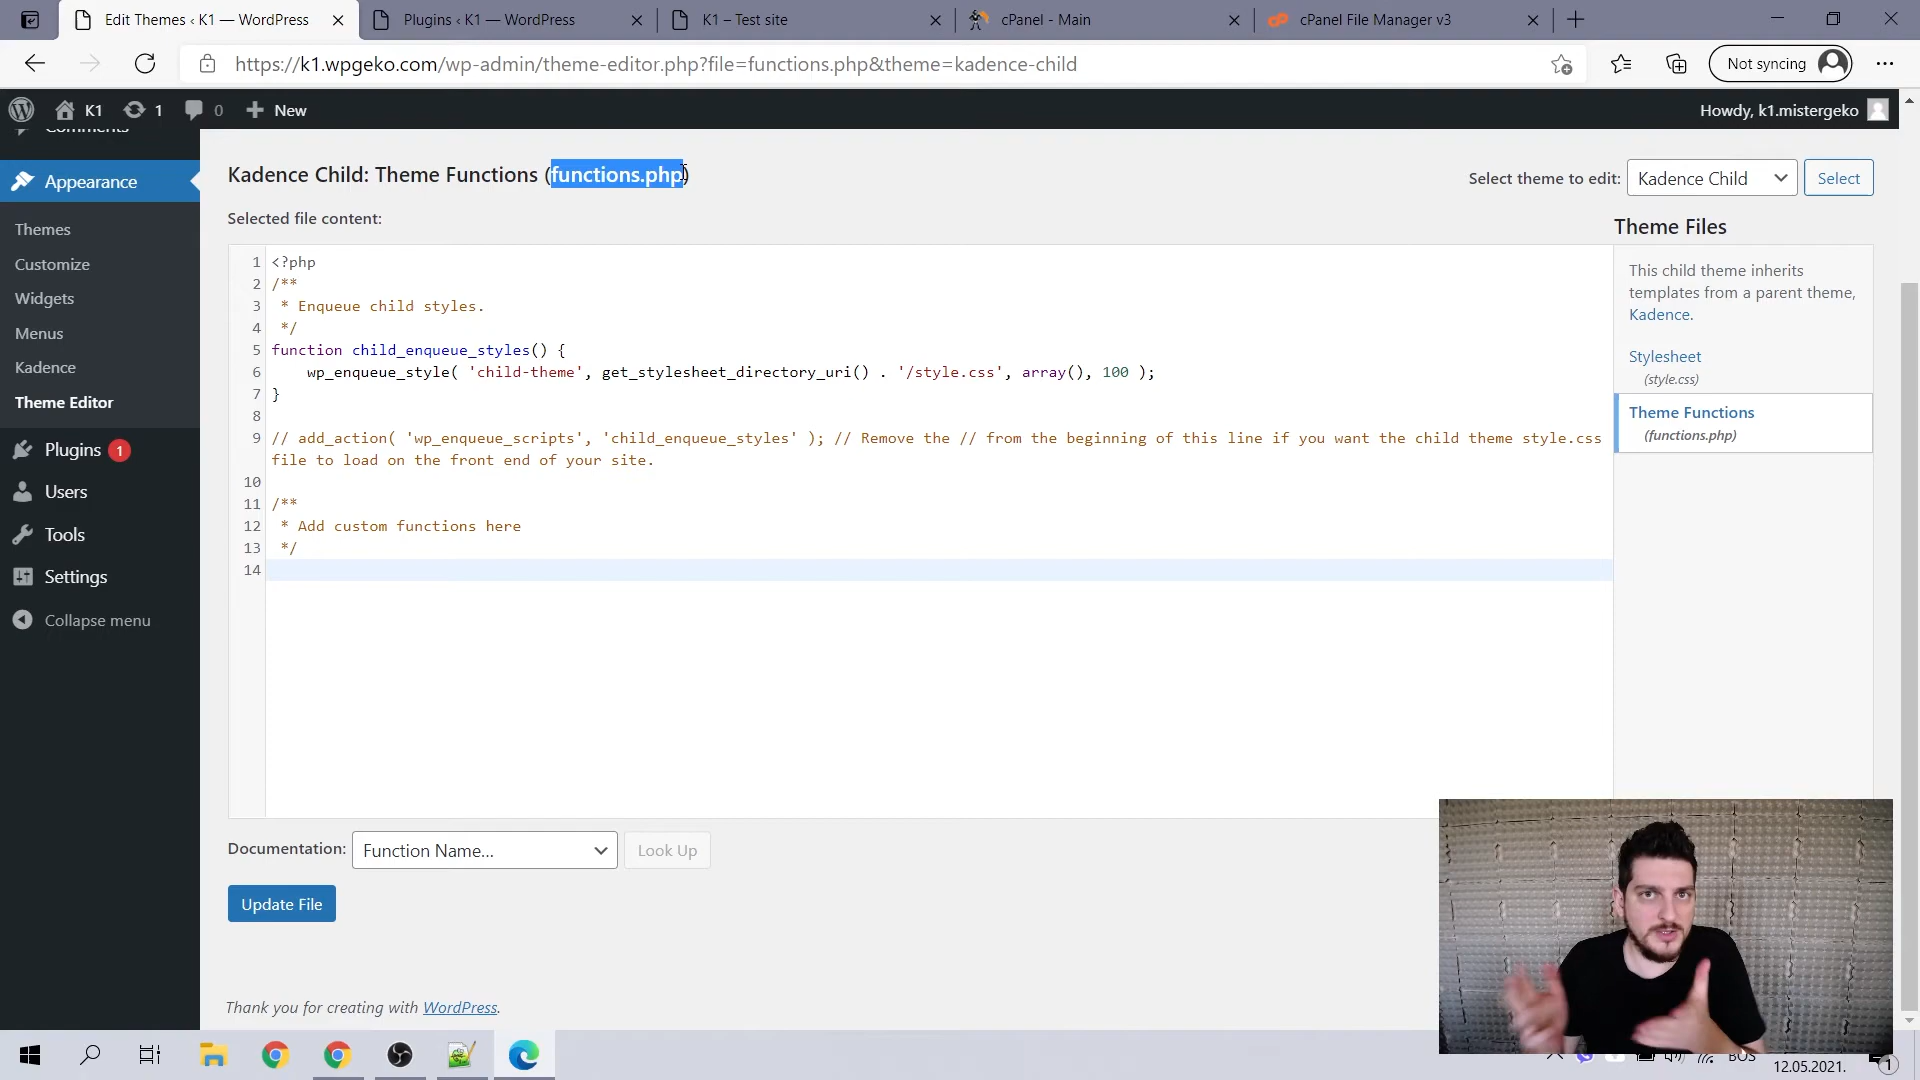 Edit Themes ‹ K1 — WordPress
Plugins ‹ K1 — WordPress
K1 – Test site
cPanel - Main
cPanel File Manager v3
https://k1.wpgeko.com/wp-admin/theme-editor.php?file=functions.php&theme=kadence-child
Not syncing
K1
1
0
New
Howdy, k1.mistergeko
Comments
Appearance
Themes
Customize
Widgets
Menus
Kadence
Theme Editor
Plugins 1
Users
Tools
Settings
Collapse menu
Kadence Child: Theme Functions (functions.php)
Select theme to edit: Kadence Child Select
Selected file content:
1 <?php
2 /**
3  * Enqueue child styles.
4  */
5 function child_enqueue_styles() {
6     wp_enqueue_style( 'child-theme', get_stylesheet_directory_uri() . '/style.css', array(), 100 );
7 }
8
9 // add_action( 'wp_enqueue_scripts', 'child_enqueue_styles' ); // Remove the // from the beginning of this line if you want the child theme style.css
file to load on the front end of your site.
10
11 /**
12  * Add custom functions here
13  */
14
Theme Files
This child theme inherits
templates from a parent theme,
Kadence.
Stylesheet
(style.css)
Theme Functions
(functions.php)
Documentation: Function Name... Look Up
Update File
Thank you for creating with WordPress.
BOS
12.05.2021.
1